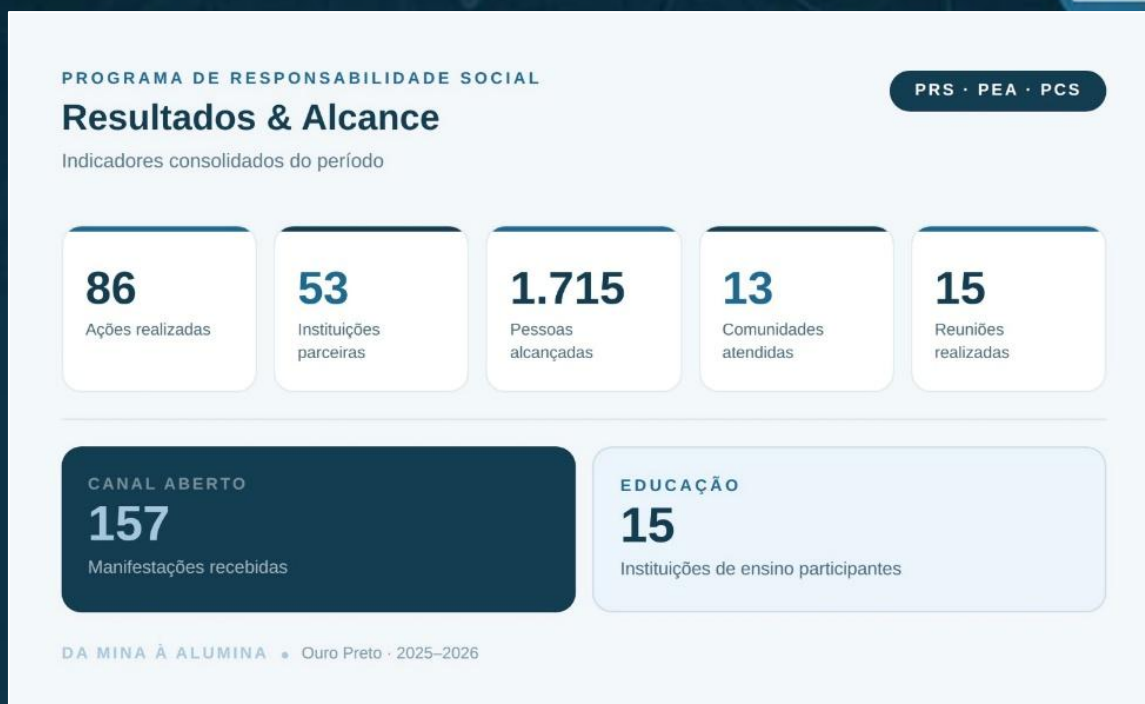 PROGRAMA DE RESPONSABILIDADE SOCIAL
Resultados & Alcance
Indicadores consolidados do período
PRS · PEA · PCS
86
Ações realizadas
53
Instituições
parceiras
1.715
Pessoas
alcançadas
13
Comunidades
atendidas
15
Reuniões
realizadas
CANAL ABERTO
157
Manifestações recebidas
EDUCAÇÃO
15
Instituições de ensino participantes
DA MINA À ALUMINA • Ouro Preto · 2025–2026